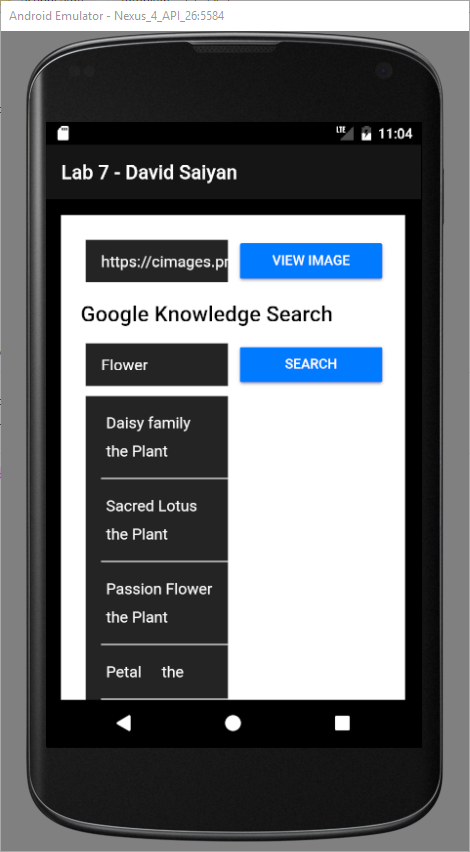 Android Emulator - Nexus_4_API_26:5584
LTE 11:04
Lab 7 - David Saiyan
https://cimages.pr
VIEW IMAGE
Google Knowledge Search
Flower
SEARCH
Daisy family
the Plant
Sacred Lotus
the Plant
Passion Flower
the Plant
Petal the